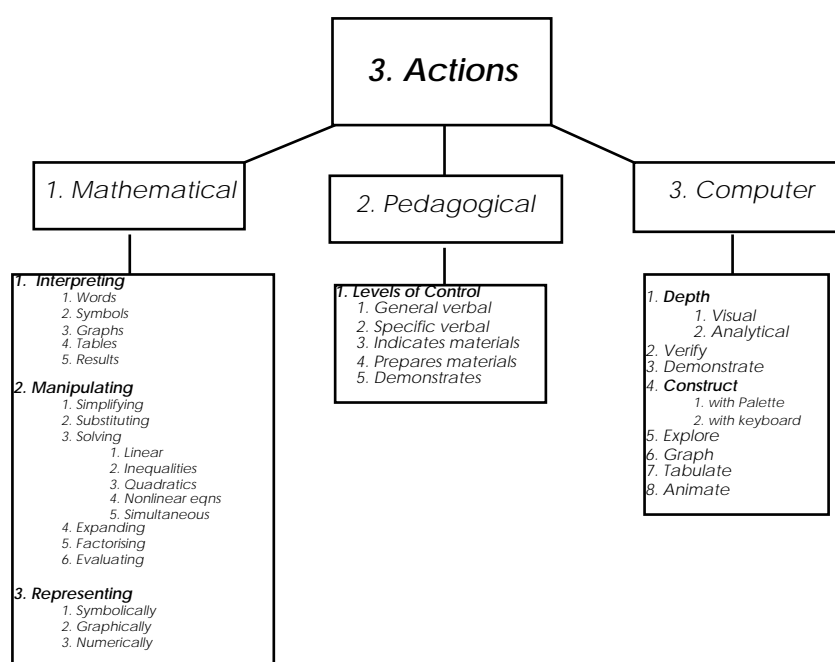 3. Actions
1. Mathematical
2. Pedagogical
3. Computer
1. Interpreting
1. Words
2. Symbols
3. Graphs
4. Tables
5. Results
2. Manipulating
1. Simplifying
2. Substituting
3. Solving
1. Linear
2. Inequalities
3. Quadratics
4. Nonlinear eqns
5. Simultaneous
4. Expanding
5. Factorising
6. Evaluating
3. Representing
1. Symbolically
2. Graphically
3. Numerically
1. Levels of Control
1. General verbal
2. Specific verbal
3. Indicates materials
4. Prepares materials
5. Demonstrates
1. Depth
1. Visual
2. Analytical
2. Verify
3. Demonstrate
4. Construct
1. with Palette
2. with keyboard
5. Explore
6. Graph
7. Tabulate
8. Animate